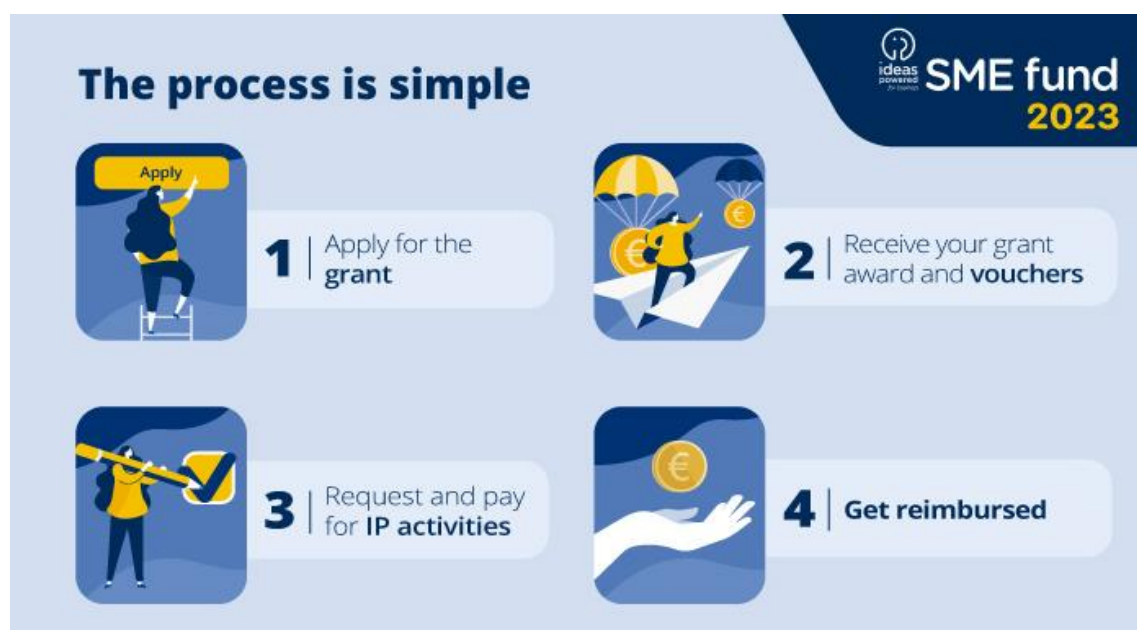 The process is simple
ideas
powered
for business
SME fund
2023
Apply
1
Apply for the
grant
2
Receive your grant
award and vouchers
3
Request and pay
for IP activities
4
Get reimbursed